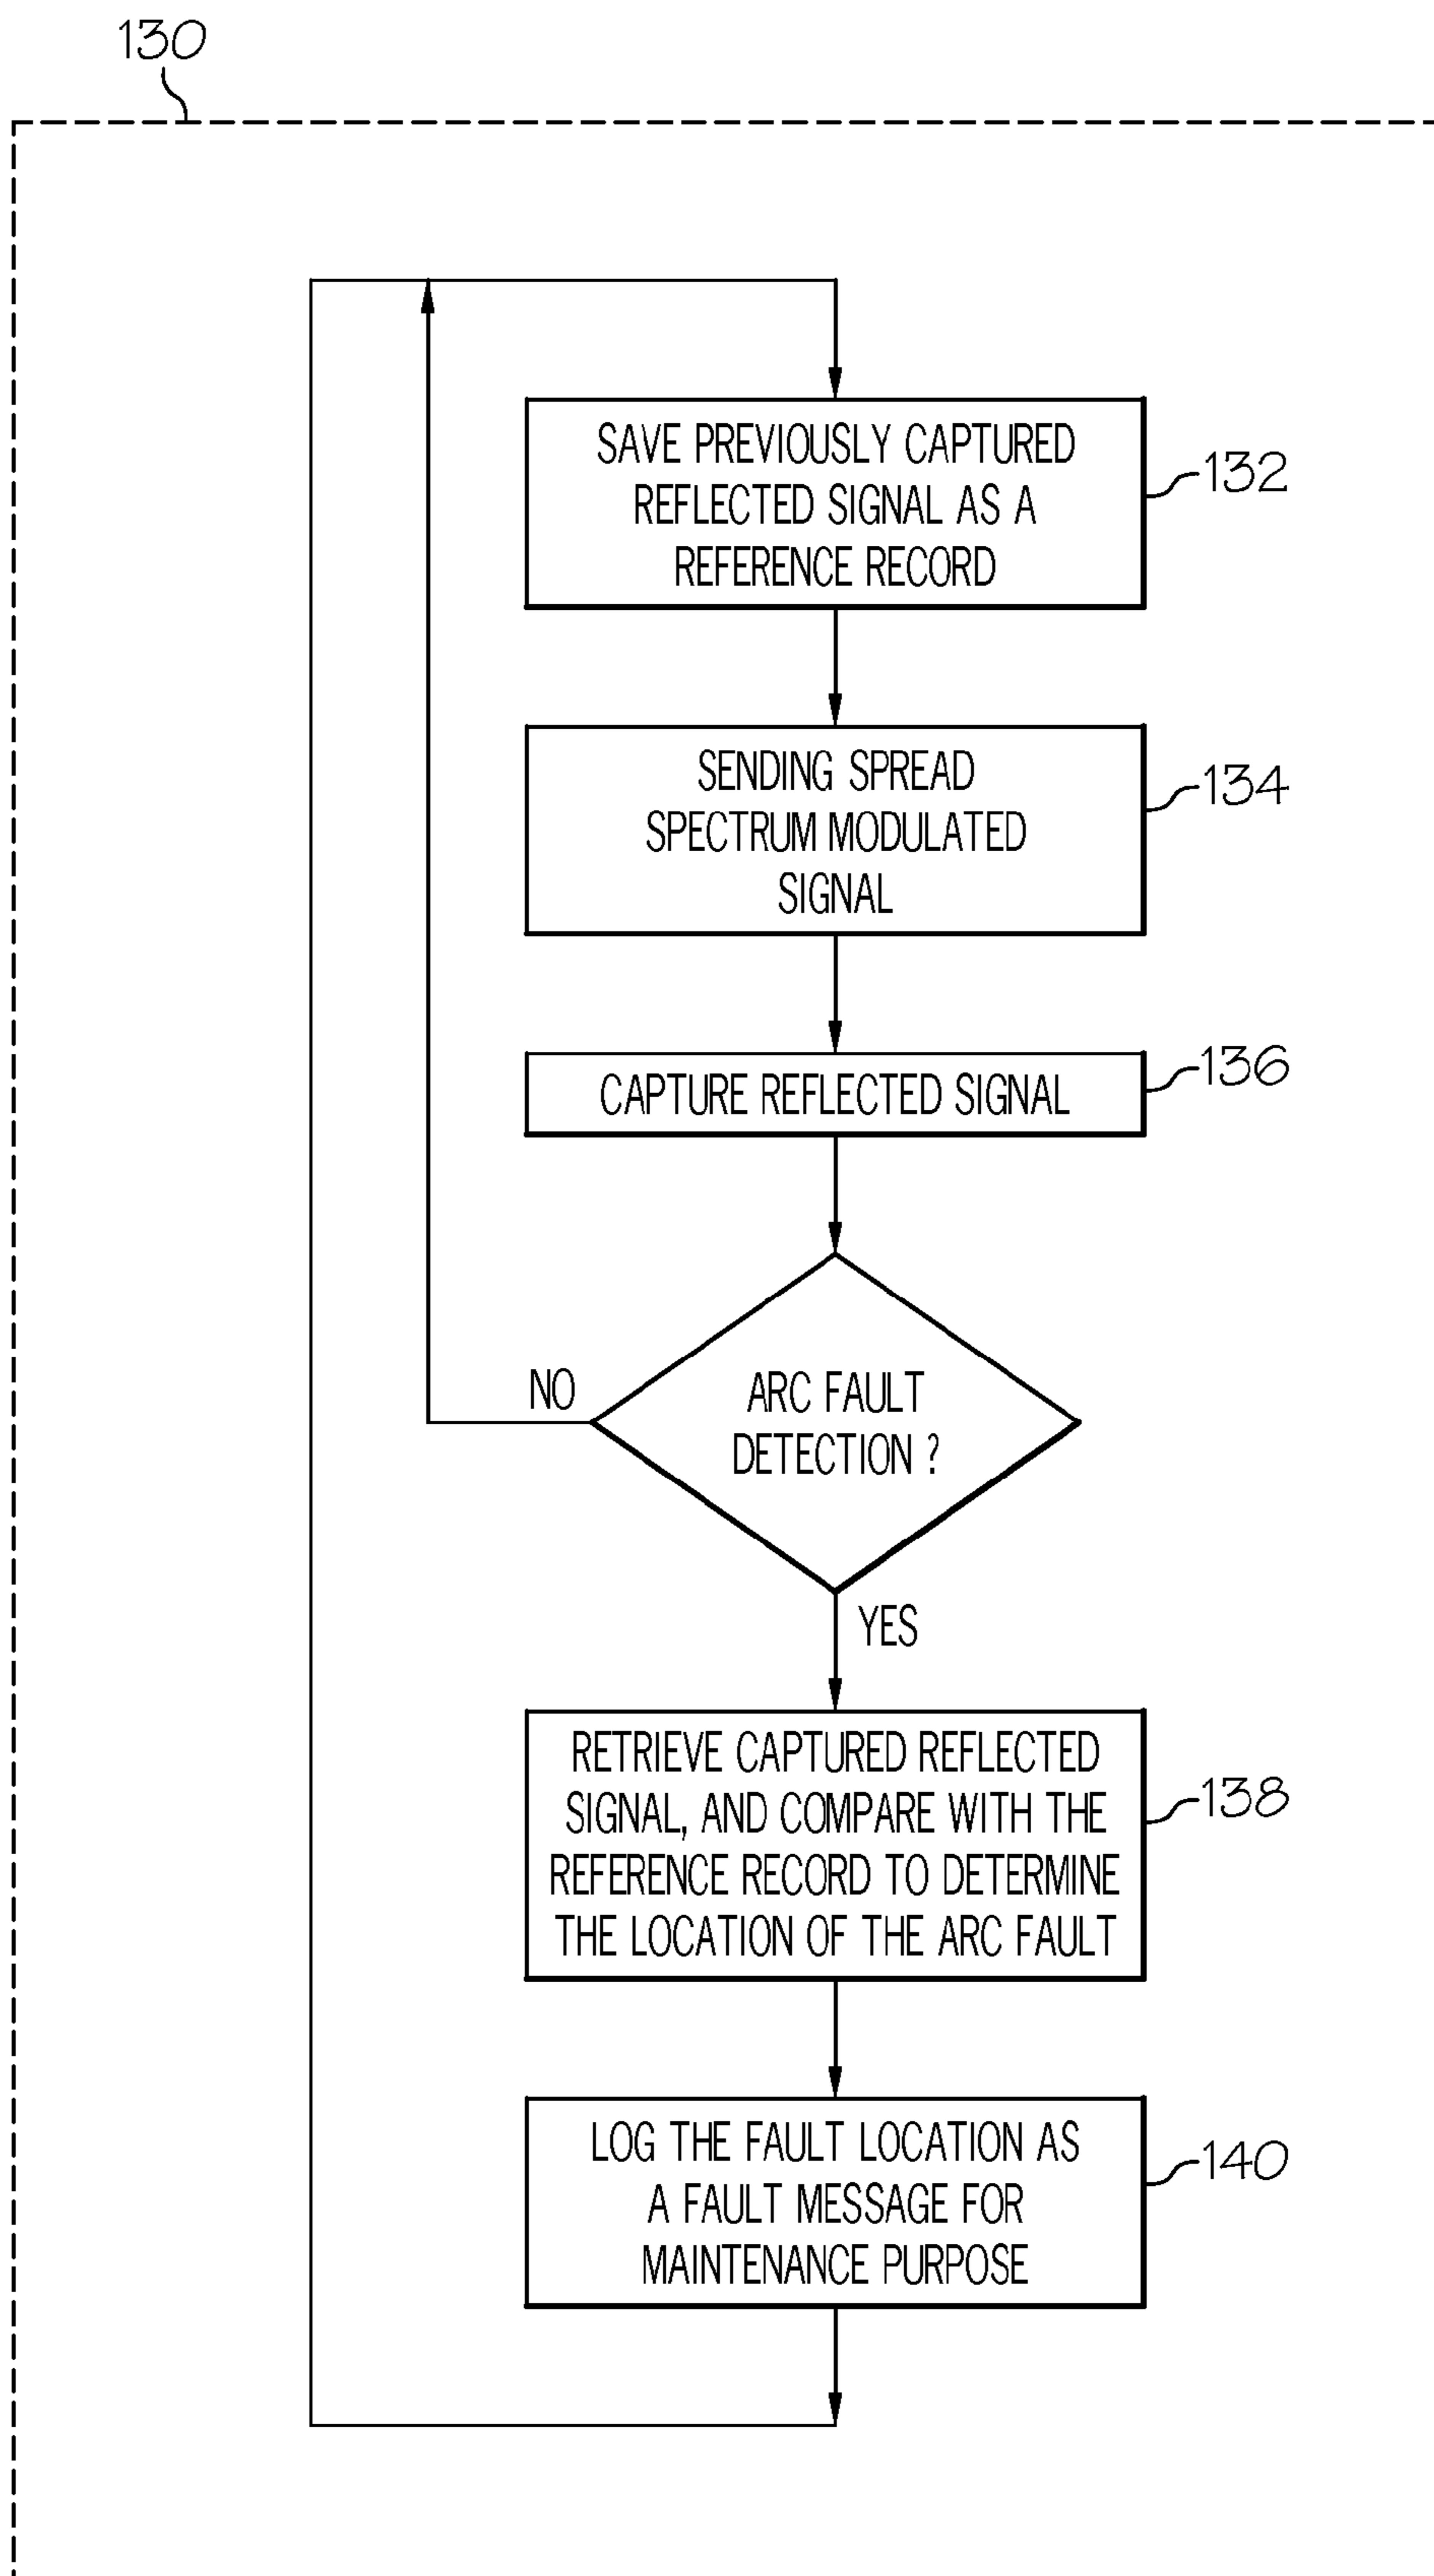 130
SAVE PREVIOUSLY CAPTURED
REFLECTED SIGNAL AS A
REFERENCE RECORD
132
SENDING SPREAD
SPECTRUM MODULATED
SIGNAL
134
CAPTURE REFLECTED SIGNAL
136
ARC FAULT
DETECTION ?
NO
YES
RETRIEVE CAPTURED REFLECTED
SIGNAL, AND COMPARE WITH THE
REFERENCE RECORD TO DETERMINE
THE LOCATION OF THE ARC FAULT
138
LOG THE FAULT LOCATION AS
A FAULT MESSAGE FOR
MAINTENANCE PURPOSE
140